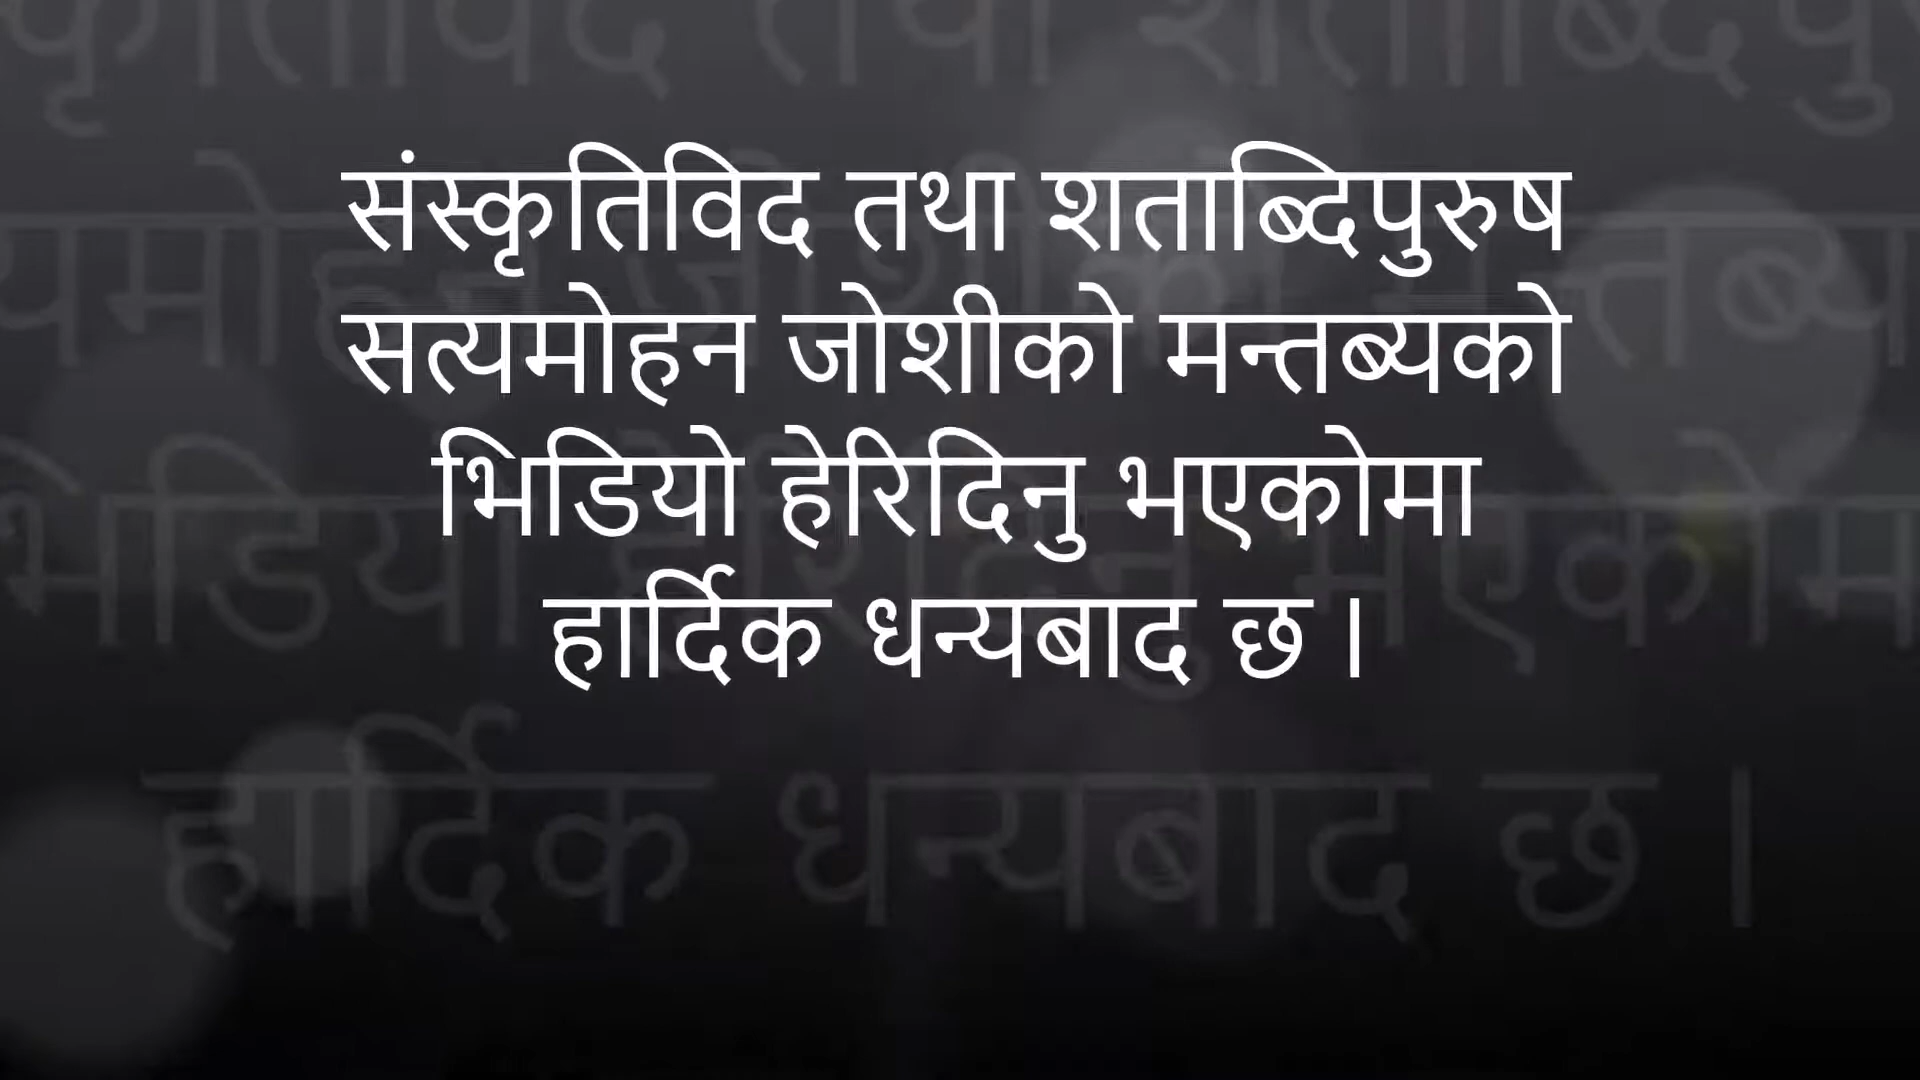 संस्कृतिविद तथा शताब्दिपुरुष
सत्यमोहन जोशीको मन्तब्यको
भिडियो हेरिदिनु भएकोमा
हार्दिक धन्यबाद छ ।